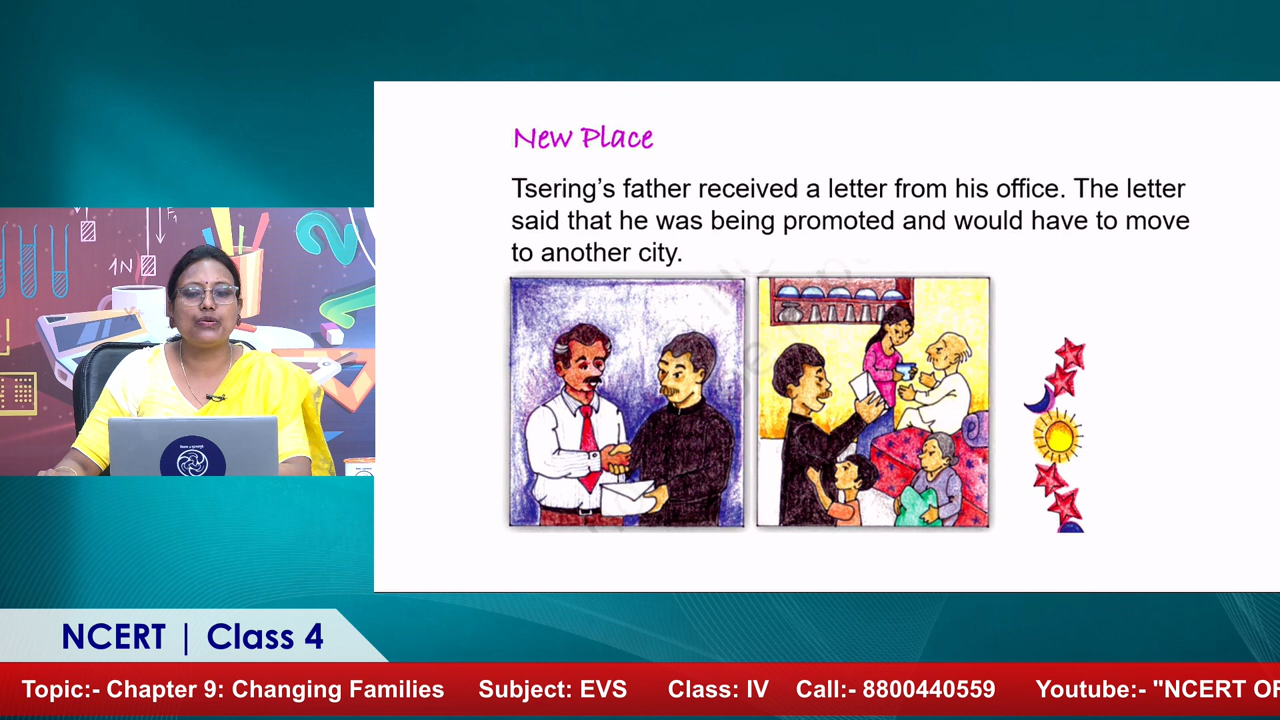 New Place
Tsering’s father received a letter from his office. The letter
said that he was being promoted and would have to move
to another city.
1N
F₁
NCERT | Class 4
Topic:- Chapter 9: Changing Families Subject: EVS Class: IV Call:- 8800440559 Youtube:- "NCERT OF